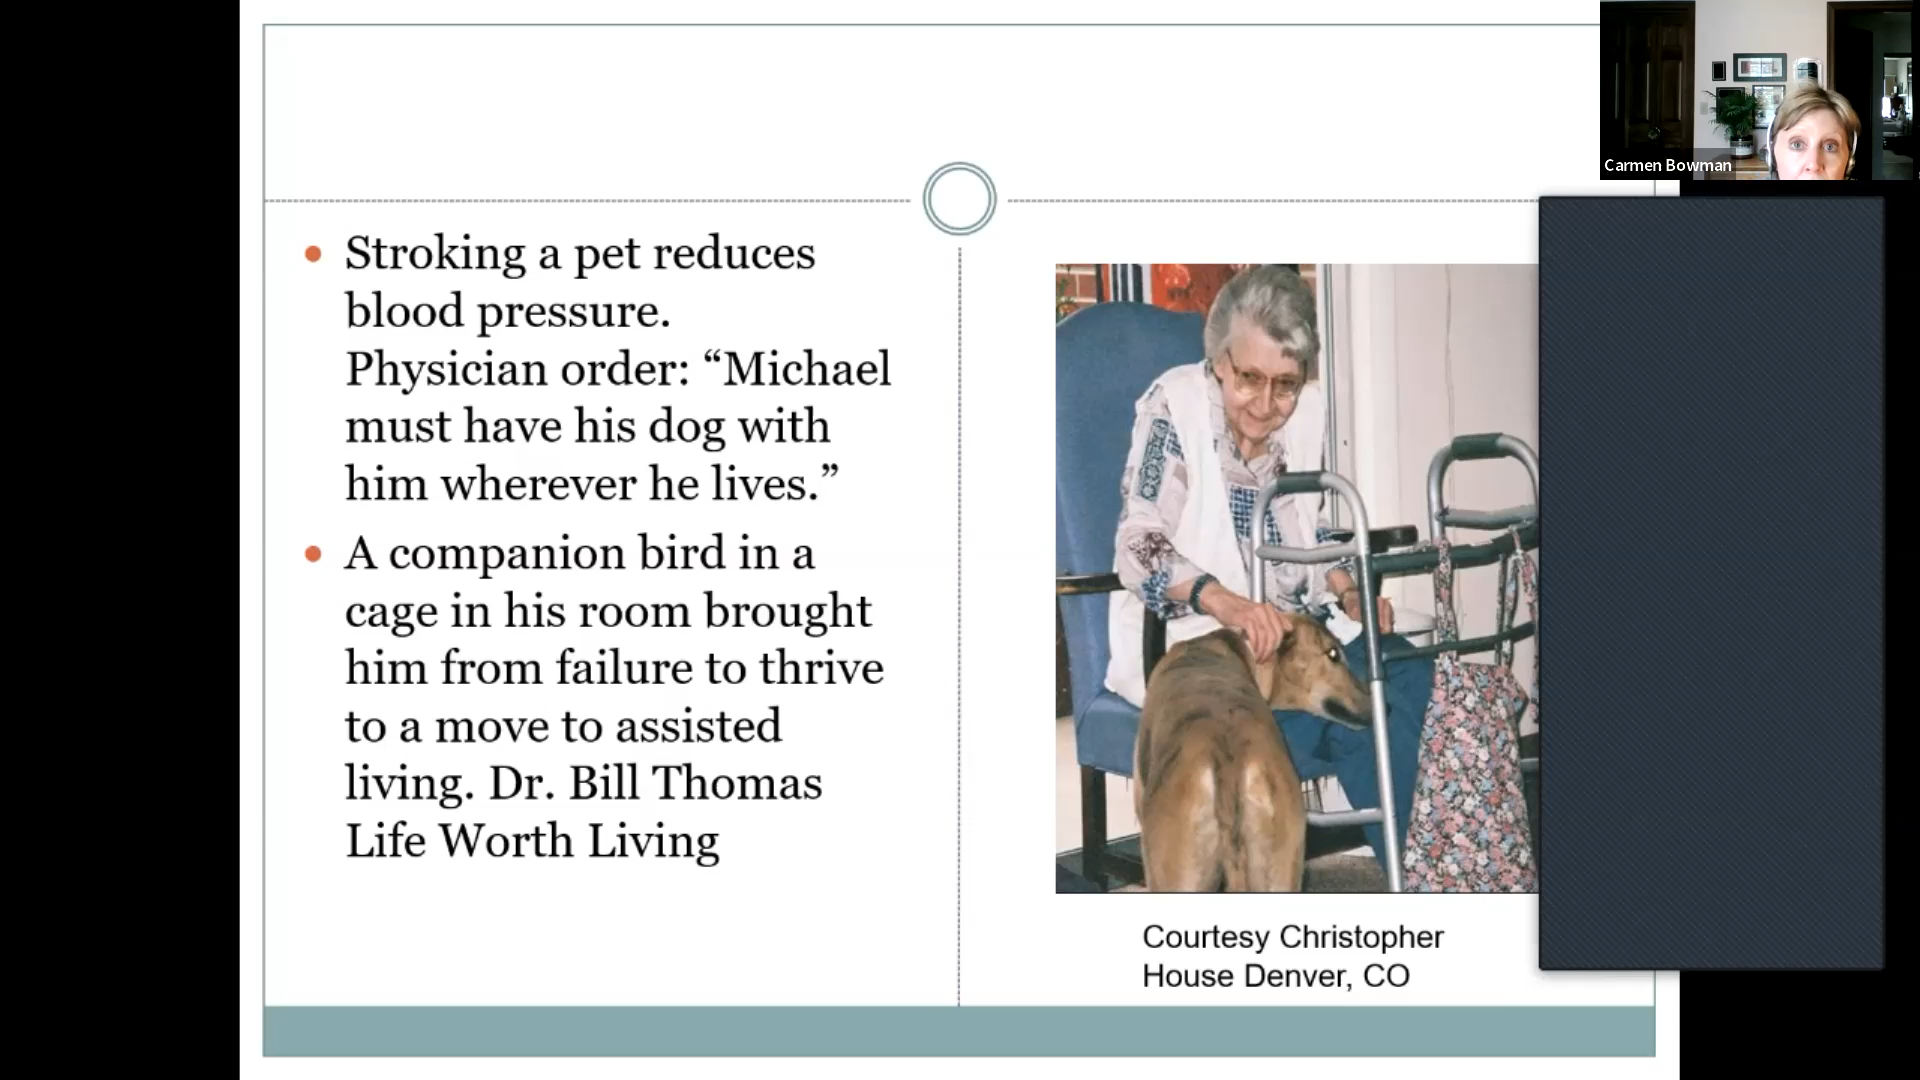 Carmen Bowman
Stroking a pet reduces
blood pressure.
Physician order: “Michael
must have his dog with
him wherever he lives.”
A companion bird in a
cage in his room brought
him from failure to thrive
to a move to assisted
living. Dr. Bill Thomas
Life Worth Living
Courtesy Christopher
House Denver, CO